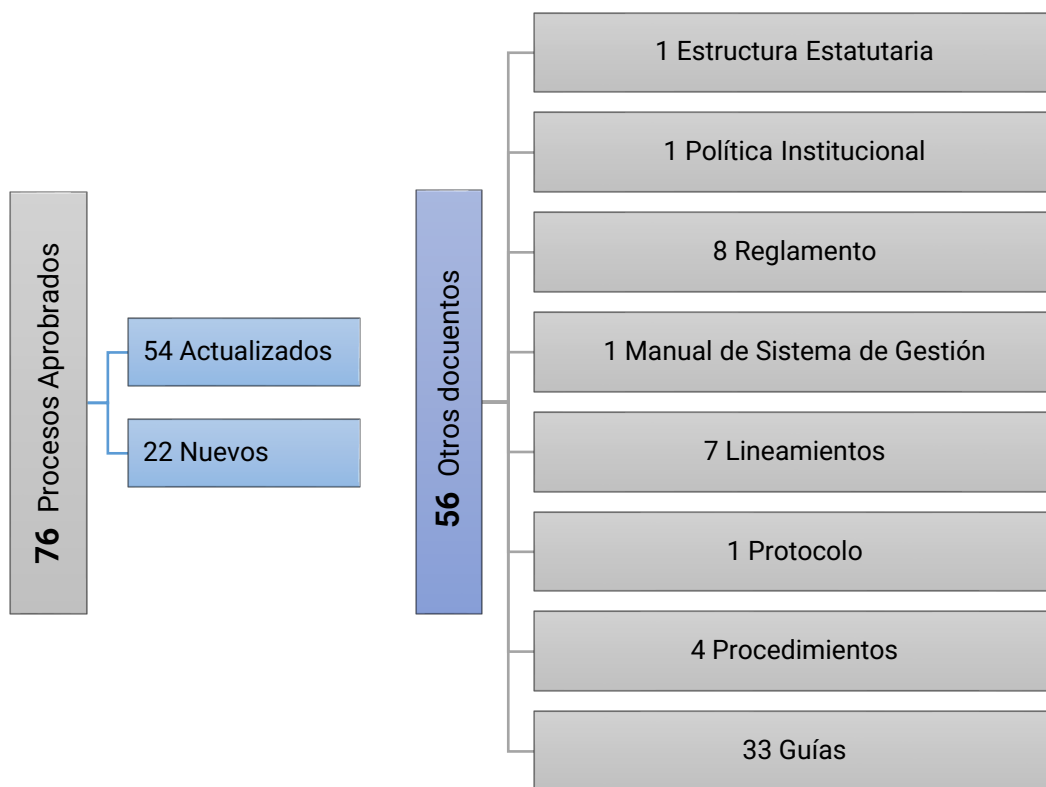 76 Procesos Aprobrados
54 Actualizados
22 Nuevos
56 Otros docuentos
1 Estructura Estatutaria
1 Política Institucional
8 Reglamento
1 Manual de Sistema de Gestión
7 Lineamientos
1 Protocolo
4 Procedimientos
33 Guías